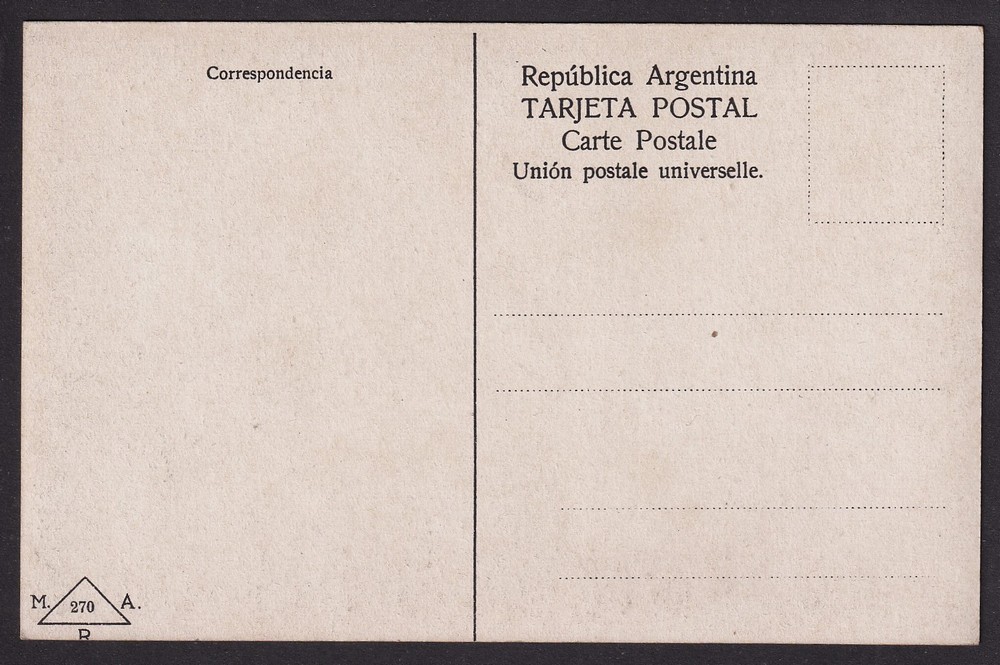 Correspondencia
República Argentina
TARJETA POSTAL
Carte Postale
Unión postale universelle.
M. 270 A.